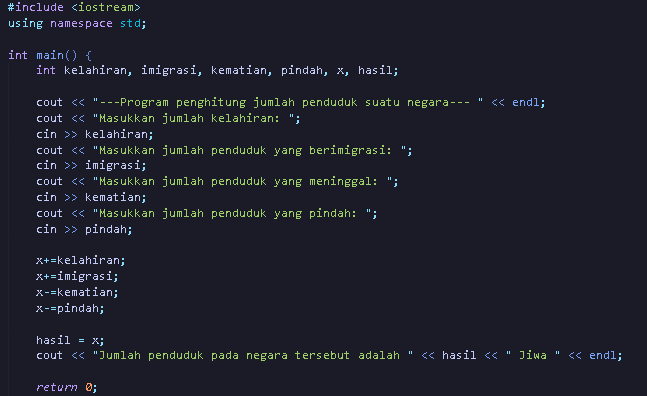 #include <iostream>
using namespace std;
int main() {
int kelahiran, imigrasi, kematian, pindah, x, hasil;
cout << "---Program penghitung jumlah penduduk suatu negara--- " << endl;
cout << "Masukkan jumlah kelahiran: ";
cin >> kelahiran;
cout << "Masukkan jumlah penduduk yang berimigrasi: ";
cin >> imigrasi;
cout << "Masukkan jumlah penduduk yang meninggal: ";
cin >> kematian;
cout << "Masukkan jumlah penduduk yang pindah: ";
cin >> pindah;
x+=kelahiran;
x+=imigrasi;
x-=kematian;
x-=pindah;
hasil = x;
cout << "Jumlah penduduk pada negara tersebut adalah " << hasil << " Jiwa " << endl;
return 0;